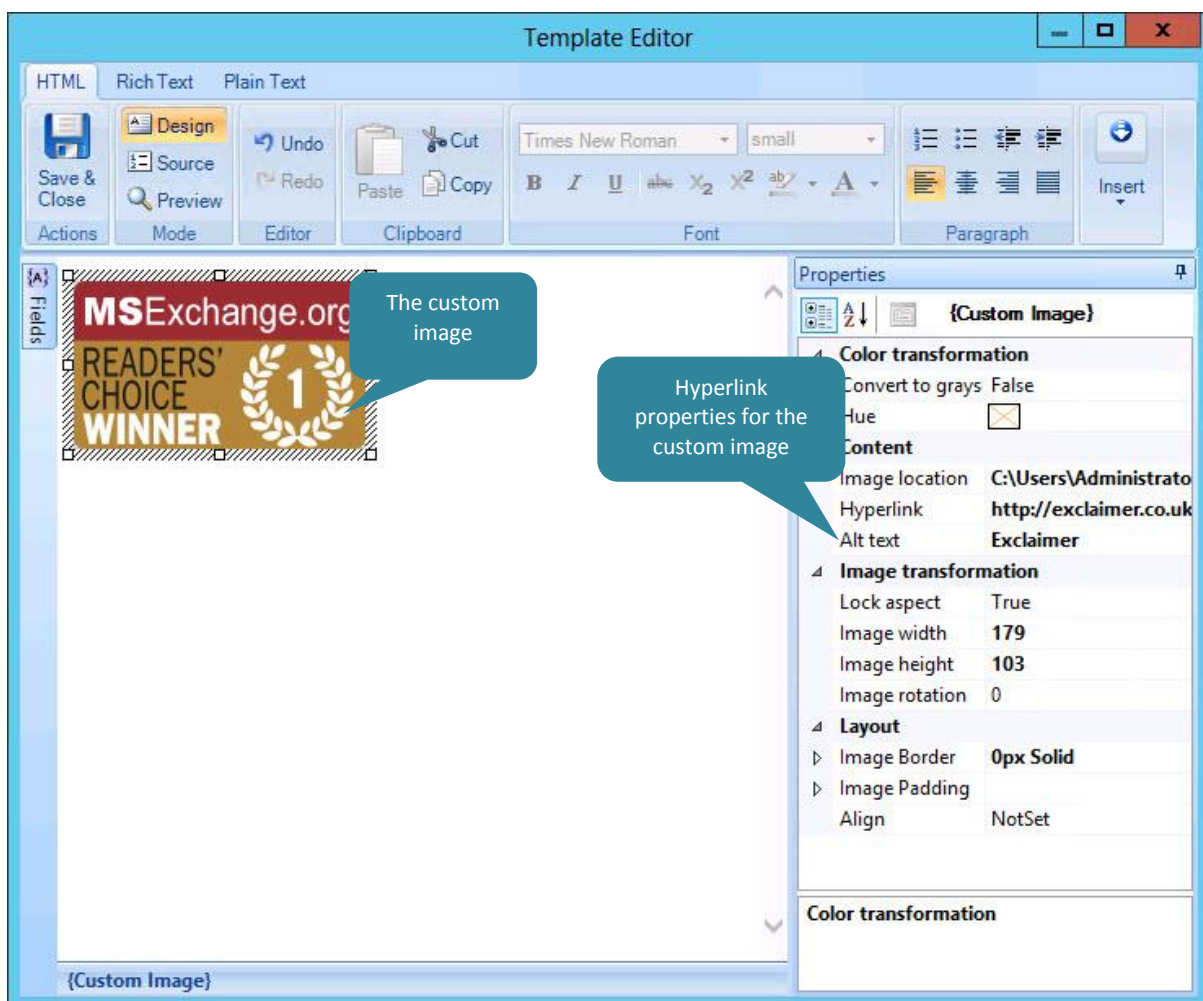 Template Editor
HTML Rich Text Plain Text
Save & Close
Design
Source
Preview
Undo
Redo
Paste
Cut
Copy
Times New Roman small
B I U abc X2 X2 ab A
Insert
Actions Mode Editor Clipboard Font Paragraph
{A} Fields
MSExchange.org
READERS'
CHOICE
WINNER
1
The custom
image
Hyperlink
properties for the
custom image
Properties
A
Z
{Custom Image}
Color transformation
Convert to grays False
Hue
Content
Image location C:\Users\Administrato
Hyperlink http://exclaimer.co.uk
Alt text Exclaimer
Image transformation
Lock aspect True
Image width 179
Image height 103
Image rotation 0
Layout
Image Border 0px Solid
Image Padding
Align NotSet
Color transformation
{Custom Image}